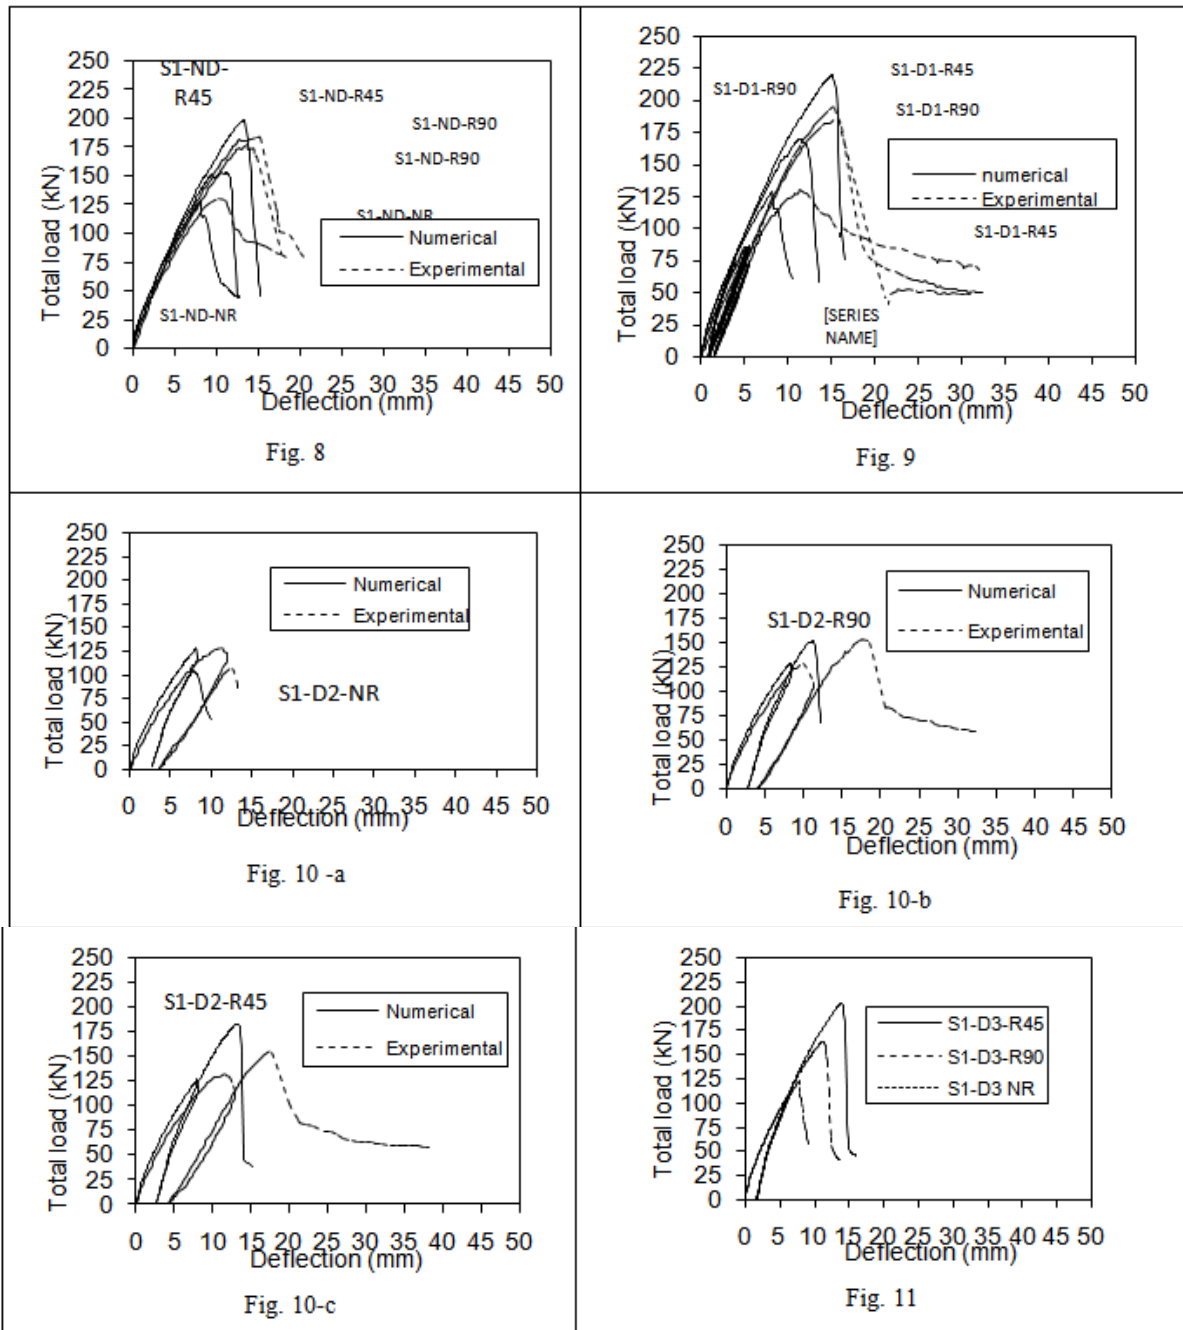 250
225
200
175
150
125
100
75
50
25
0
Total load (kN)
S1-ND-
R45
S1-ND-R45
S1-ND-R90
S1-ND-R90
S1-ND-NR
Numerical
Experimental
S1-ND-NR
0 5 10 15 20 25 30 35 40 45 50
Deflection (mm)
Fig. 8
250
225
200
175
150
125
100
75
50
25
0
Total load (kN)
S1-D1-R45
S1-D1-R90
S1-D1-R90
numerical
Experimental
S1-D1-R45
[SERIES
NAME]
0 5 10 15 20 25 30 35 40 45 50
Deflection (mm)
Fig. 9
250
225
200
175
150
125
100
75
50
25
0
Total load (kN)
Numerical
Experimental
S1-D2-NR
0 5 10 15 20 25 30 35 40 45 50
Deflection (mm)
Fig. 10 -a
250
225
200
175
150
125
100
75
50
25
0
Total load (kN)
Numerical
S1-D2-R90
Experimental
0 5 10 15 20 25 30 35 40 45 50
Deflection (mm)
Fig. 10-b
250
225
200
175
150
125
100
75
50
25
0
Total load (kN)
S1-D2-R45
Numerical
Experimental
0 5 10 15 20 25 30 35 40 45 50
Deflection (mm)
Fig. 10-c
250
225
200
175
150
125
100
75
50
25
0
Total load (kN)
S1-D3-R45
S1-D3-R90
S1-D3 NR
0 5 10 15 20 25 30 35 40 45 50
Deflection (mm)
Fig. 11